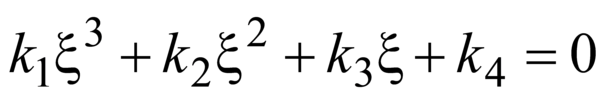 k₁ξ³ + k₂ξ² + k₃ξ + k₄ = 0